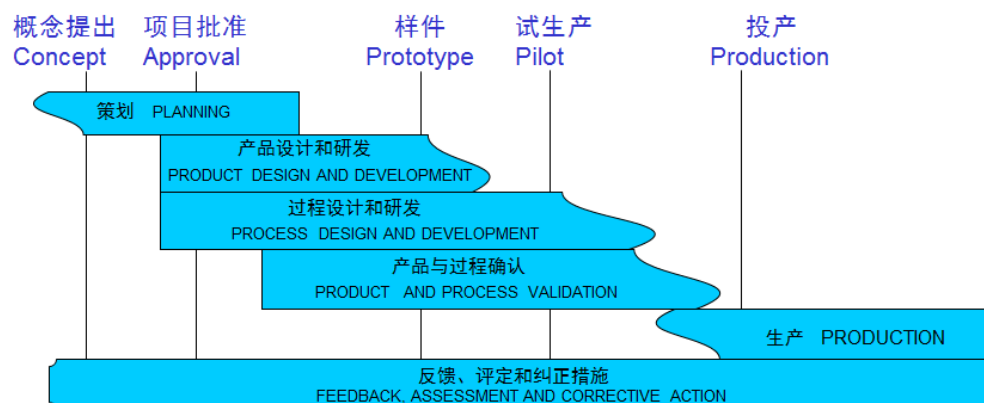 概念提出 项目批准 样件 试生产 投产
Concept Approval Prototype Pilot Production
策划 PLANNING
产品设计和研发
PRODUCT DESIGN AND DEVELOPMENT
过程设计和研发
PROCESS DESIGN AND DEVELOPMENT
产品与过程确认
PRODUCT AND PROCESS VALIDATION
生产 PRODUCTION
反馈、评定和纠正措施
FEEDBACK, ASSESSMENT AND CORRECTIVE ACTION